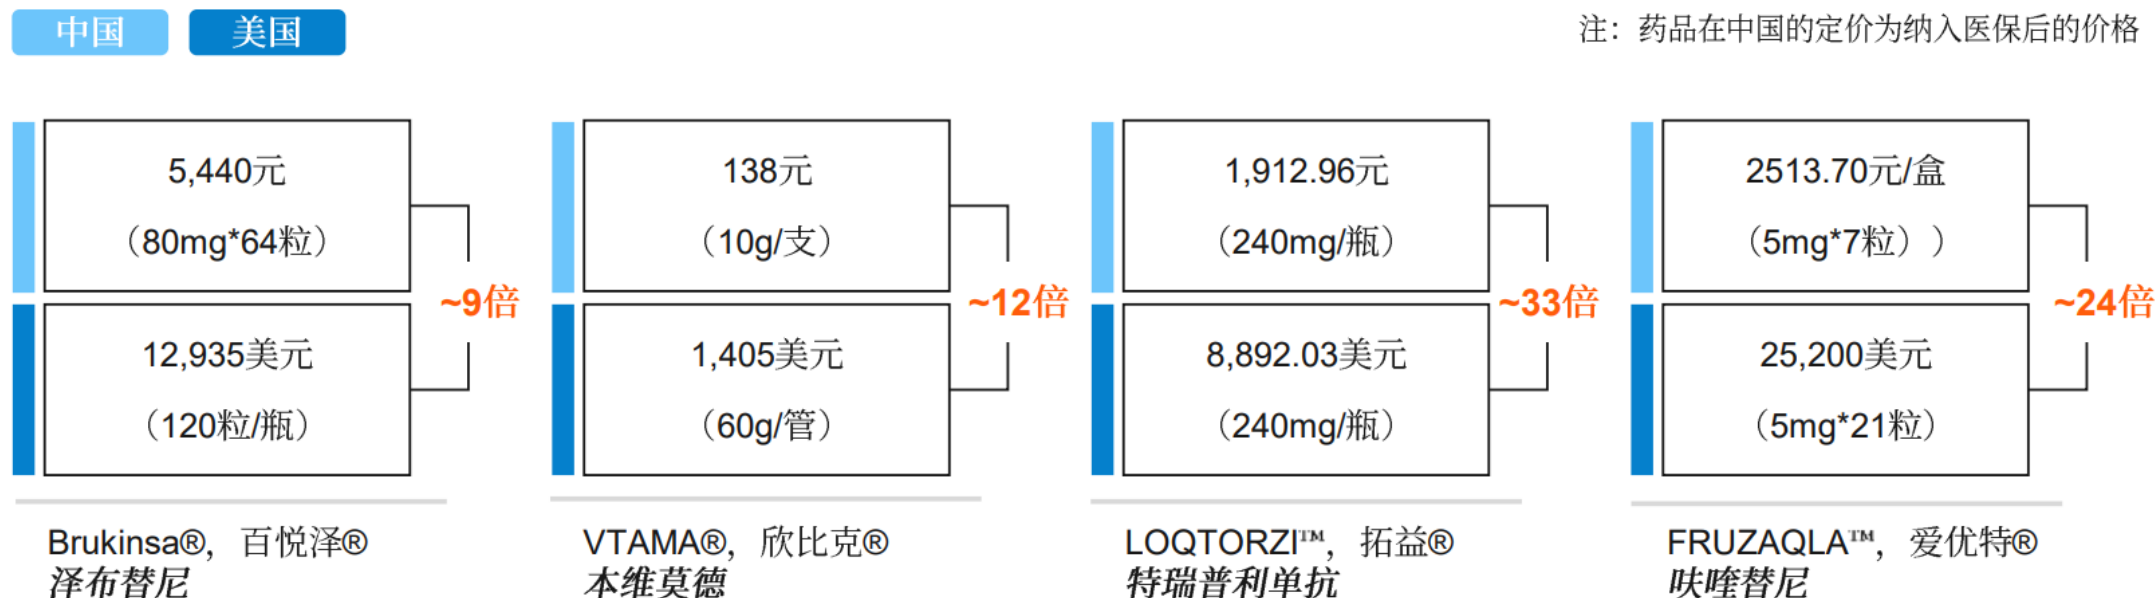 中国
美国
注：药品在中国的定价为纳入医保后的价格
5,440元
（80mg*64粒）
12,935美元
（120粒/瓶）
~9倍
Brukinsa®，百悦泽®
泽布替尼
138元
（10g/支）
1,405美元
（60g/管）
~12倍
VTAMA®，欣比克®
本维莫德
1,912.96元
（240mg/瓶）
8,892.03美元
（240mg/瓶）
~33倍
LOQTORZI™，拓益®
特瑞普利单抗
2513.70元/盒
（5mg*7粒））
25,200美元
（5mg*21粒）
~24倍
FRUZAQLA™，爱优特®
呋喹替尼